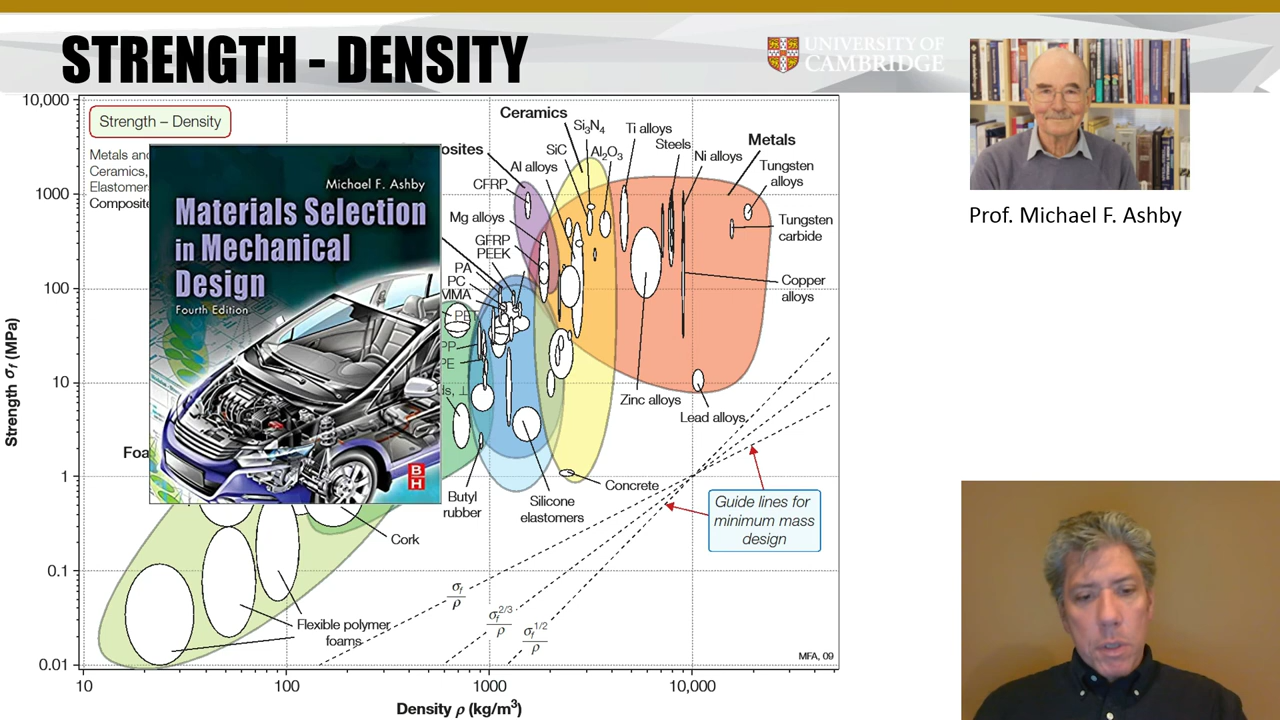 STRENGTH - DENSITY
UNIVERSITY OF
CAMBRIDGE
Prof. Michael F. Ashby
Strength – Density
Metals and
Ceramics,
Elastomer
Composite
Michael F. Ashby
Materials Selection
in Mechanical
Design
Fourth Edition
B
H
Ceramics
Si₃N₄
Ti alloys
Steels
Metals
SiC
Al₂O₃
Ni alloys
Tungsten
alloys
osites
Al alloys
CFRP
Mg alloys
Tungsten
carbide
GFRP
PEEK
PA
PC
MMA
Copper
alloys
PP
PE
Zinc alloys
Lead alloys
Foa
Concrete
Butyl
rubber
Silicone
elastomers
Cork
Flexible polymer
foams
Guide lines for
minimum mass
design
σf
ρ
σf^2/3
ρ
σf^1/2
ρ
MFA, 09
10,000
1000
100
10
1
0.1
0.01
Strength σf (MPa)
10
100
1000
10,000
Density ρ (kg/m³)